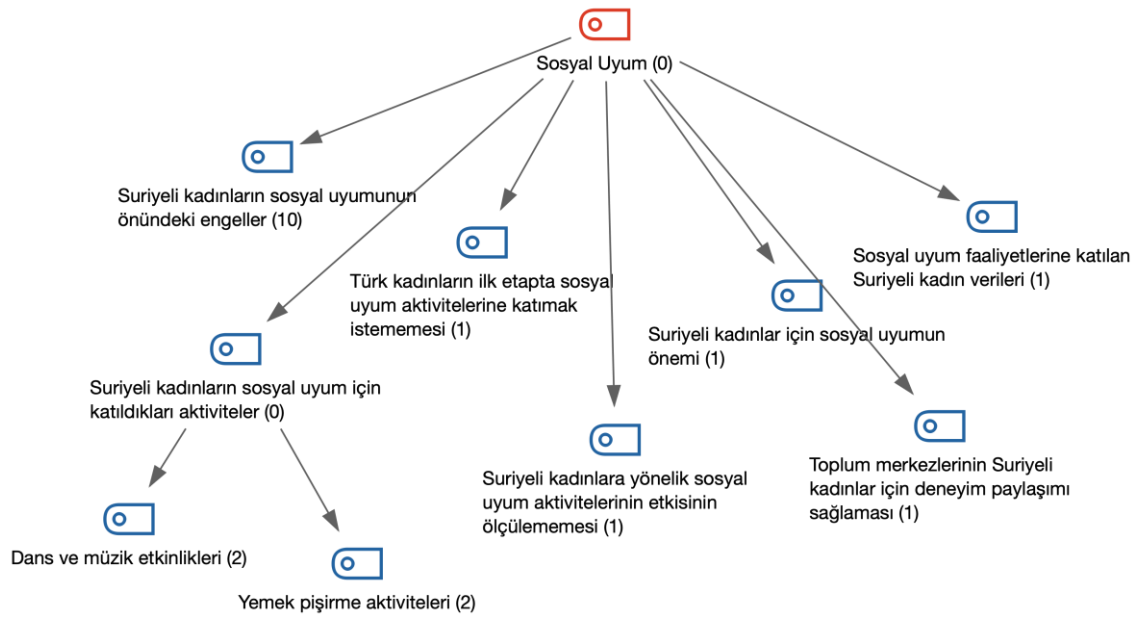 Sosyal Uyum (0)
Suriyeli kadınların sosyal uyumunun
önündeki engeller (10)
Türk kadınların ilk etapta sosyal
uyum aktivitelerine katımak
istememesi (1)
Sosyal uyum faaliyetlerine katılan
Suriyeli kadın verileri (1)
Suriyeli kadınlar için sosyal uyumun
önemi (1)
Suriyeli kadınların sosyal uyum için
katıldıkları aktiviteler (0)
Suriyeli kadınlara yönelik sosyal
uyum aktivitelerinin etkisinin
ölçülememesi (1)
Toplum merkezlerinin Suriyeli
kadınlar için deneyim paylaşımı
sağlaması (1)
Dans ve müzik etkinlikleri (2)
Yemek pişirme aktiviteleri (2)